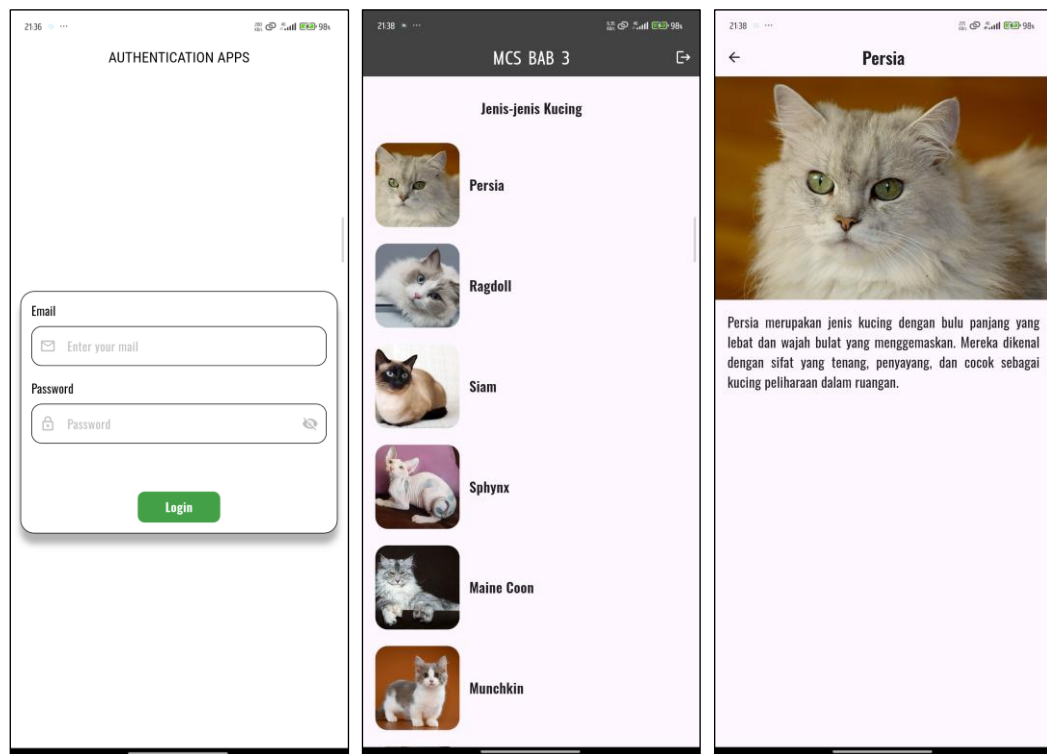 21:36
98%
AUTHENTICATION APPS
Email
Enter your mail
Password
Password
Login
21:38
98%
MCS BAB 3
Jenis-jenis Kucing
Persia
Ragdoll
Siam
Sphynx
Maine Coon
Munchkin
21:38
98%
Persia
Persia merupakan jenis kucing dengan bulu panjang yang
lebat dan wajah bulat yang menggemaskan. Mereka dikenal
dengan sifat yang tenang, penyayang, dan cocok sebagai
kucing peliharaan dalam ruangan.